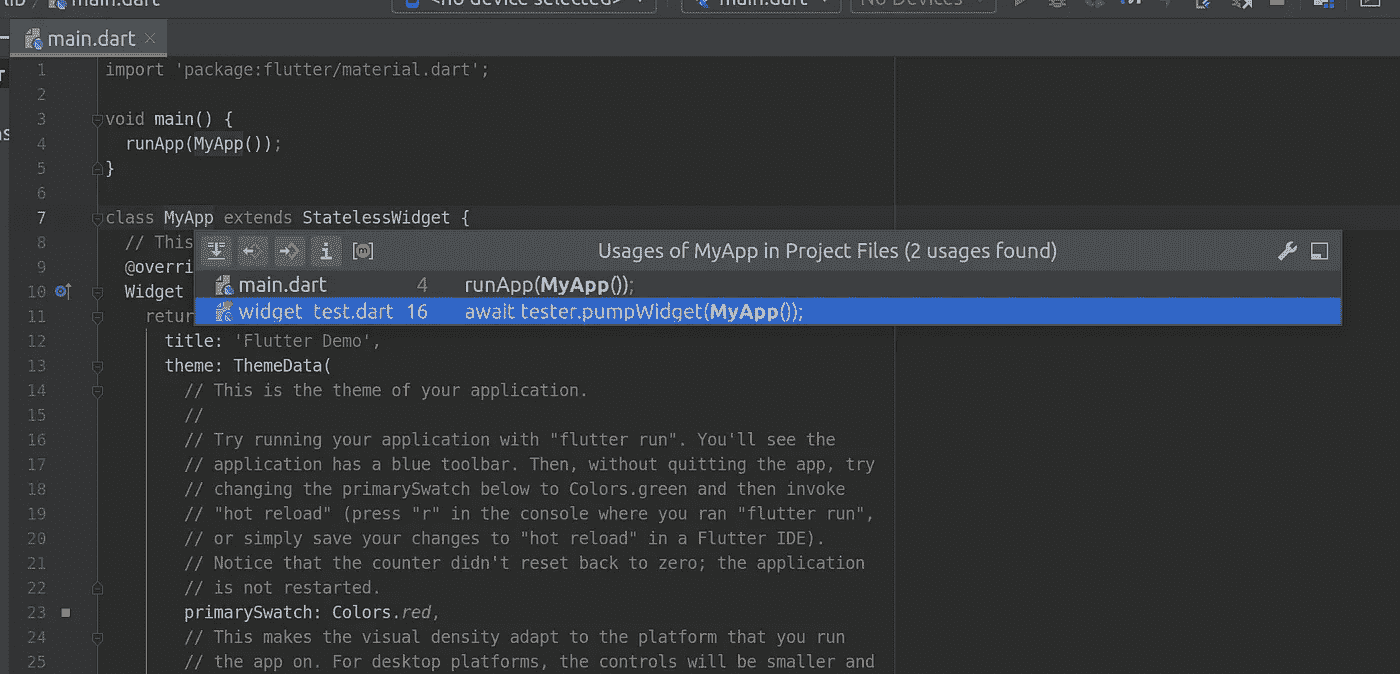 main.dart <no device selected> main.dart No Devices
main.dart
1 import 'package:flutter/material.dart';
2
3 void main() {
4 runApp(MyApp());
5 }
6
7 class MyApp extends StatelessWidget {
8 // This
Usages of MyApp in Project Files (2 usages found)
9 @overri
main.dart 4 runApp(MyApp());
10 Widget
widget_test.dart 16 await tester.pumpWidget(MyApp());
11 retur
12 title: 'Flutter Demo',
13 theme: ThemeData(
14 // This is the theme of your application.
15 //
16 // Try running your application with "flutter run". You'll see the
17 // application has a blue toolbar. Then, without quitting the app, try
18 // changing the primarySwatch below to Colors.green and then invoke
19 // "hot reload" (press "r" in the console where you ran "flutter run",
20 // or simply save your changes to "hot reload" in a Flutter IDE).
21 // Notice that the counter didn't reset back to zero; the application
22 // is not restarted.
23 primarySwatch: Colors.red,
24 // This makes the visual density adapt to the platform that you run
25 // the app on. For desktop platforms, the controls will be smaller and